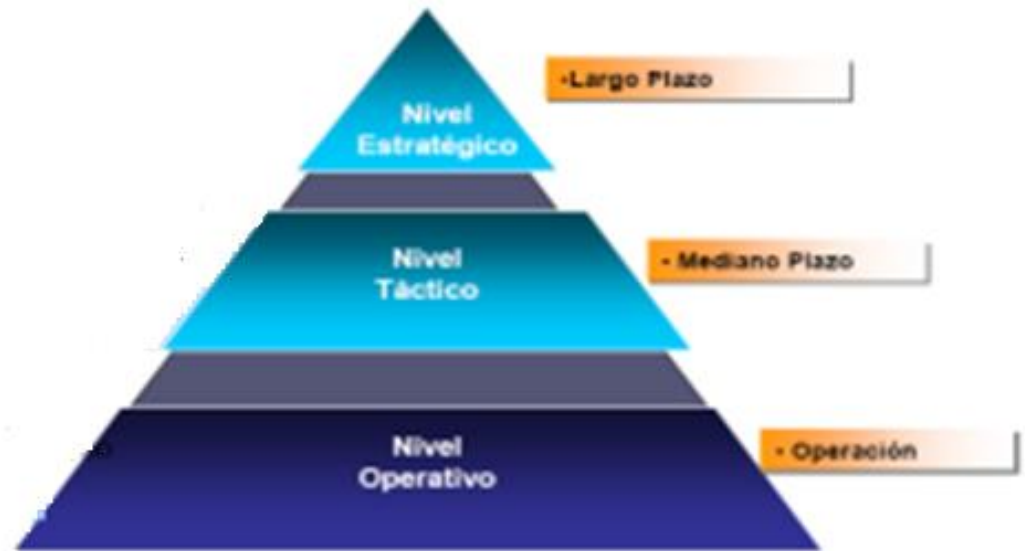 Nivel
Estratégico
-Largo Plazo
Nivel
Táctico
- Mediano Plazo
Nivel
Operativo
- Operación